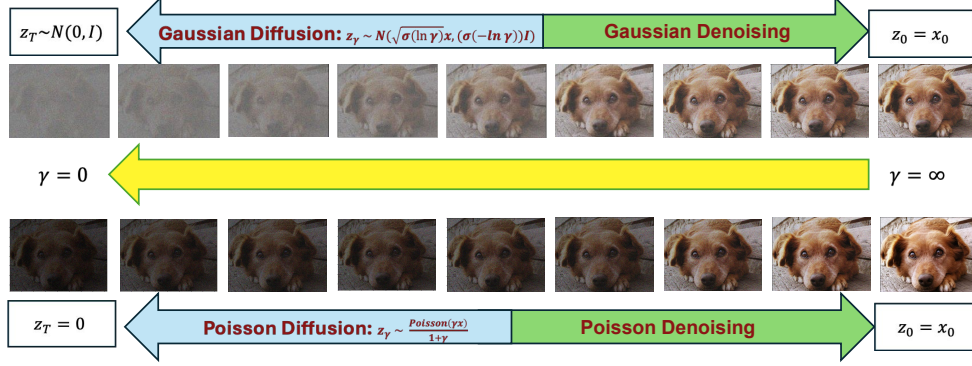 z_T~N(0, I)
Gaussian Diffusion: z_γ ~ N(√σ(ln γ)x, (σ(−ln γ))I)
Gaussian Denoising
z_0 = x_0
γ = 0
γ = ∞
z_T = 0
Poisson Diffusion: z_γ ~ Poisson(γx)/1+γ
Poisson Denoising
z_0 = x_0